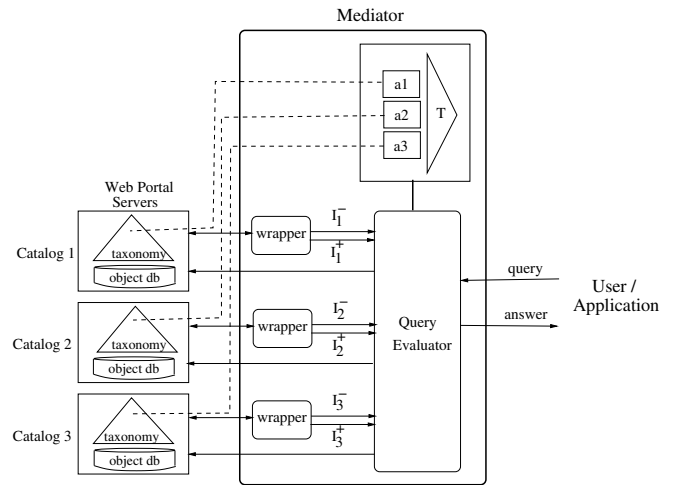 Mediator
a1
a2
a3
T
Web Portal
Servers
Catalog 1
taxonomy
object db
wrapper
I1−
I1+
Catalog 2
taxonomy
object db
wrapper
I2−
I2+
Catalog 3
taxonomy
object db
wrapper
I3−
I3+
Query
Evaluator
query
answer
User /
Application